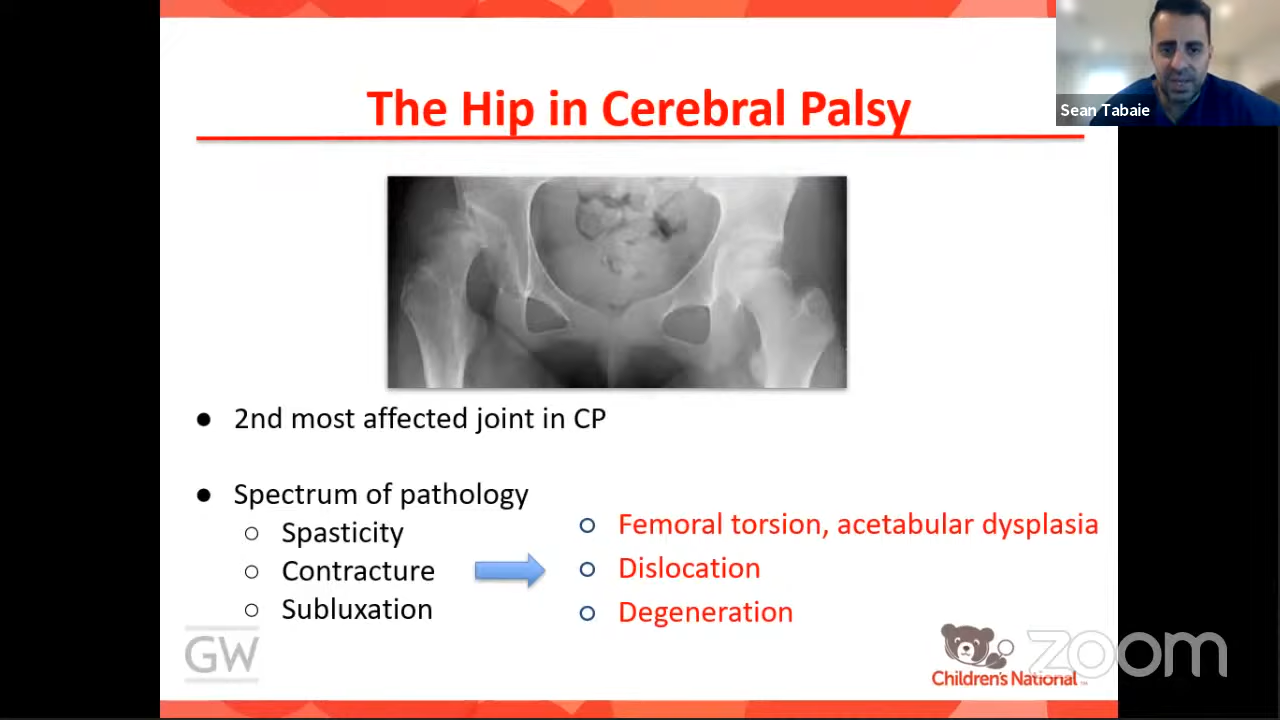 Sean Tabaie
The Hip in Cerebral Palsy
● 2nd most affected joint in CP
● Spectrum of pathology
○ Spasticity
○ Contracture
○ Subluxation
○ Femoral torsion, acetabular dysplasia
○ Dislocation
○ Degeneration
GW
Children's National ™
zoom